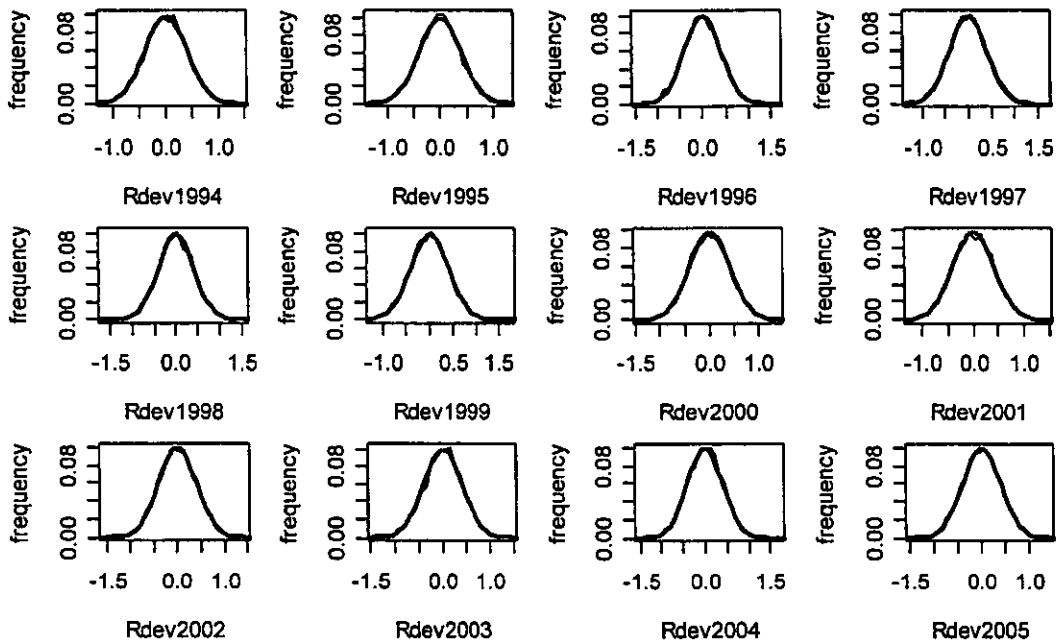 frequency 0.00 0.08 -1.0 0.0 1.0 Rdev1994
frequency 0.00 0.08 -1.0 0.0 1.0 Rdev1995
frequency 0.00 0.08 -1.5 0.0 1.5 Rdev1996
frequency 0.00 0.08 -1.0 0.5 1.5 Rdev1997
frequency 0.00 0.08 -1.5 0.0 1.5 Rdev1998
frequency 0.00 0.08 -1.0 0.5 1.5 Rdev1999
frequency 0.00 0.08 -1.5 0.0 1.0 Rdev2000
frequency 0.00 0.08 -1.0 0.0 1.0 Rdev2001
frequency 0.00 0.08 -1.5 0.0 1.0 Rdev2002
frequency 0.00 0.08 -1.5 0.0 1.0 Rdev2003
frequency 0.00 0.08 -1.5 0.0 1.5 Rdev2004
frequency 0.00 0.08 -1.5 0.0 1.0 Rdev2005